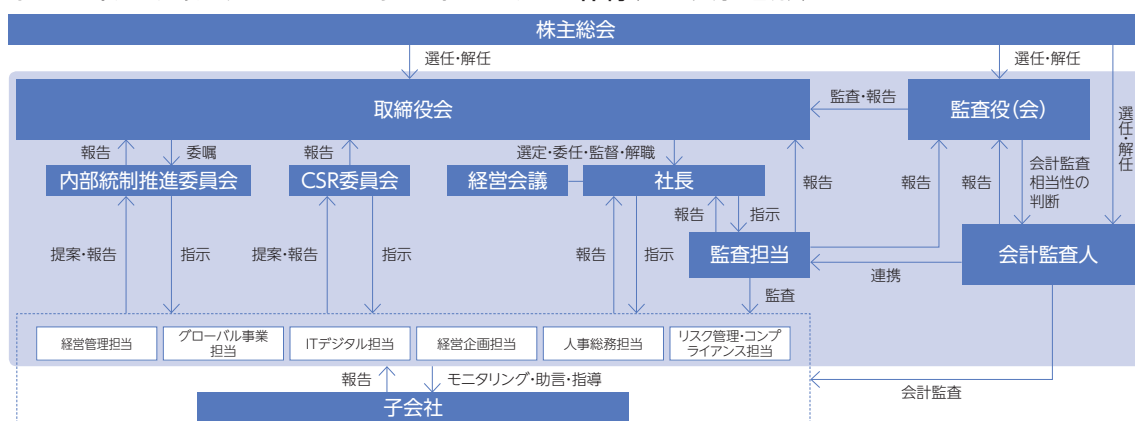 株主総会
選任・解任
選任・解任
選任・解任
取締役会
監査・報告
監査役(会)
報告
委嘱
報告
選定・委任・監督・解職
内部統制推進委員会
CSR委員会
経営会議
社長
報告
報告
報告
会計監査
相当性の
判断
報告
指示
提案・報告
指示
提案・報告
指示
報告
指示
監査担当
連携
会計監査人
監査
経営管理担当
グローバル事業
担当
ITデジタル担当
経営企画担当
人事総務担当
リスク管理・コンプ
ライアンス担当
報告
モニタリング・助言・指導
会計監査
子会社